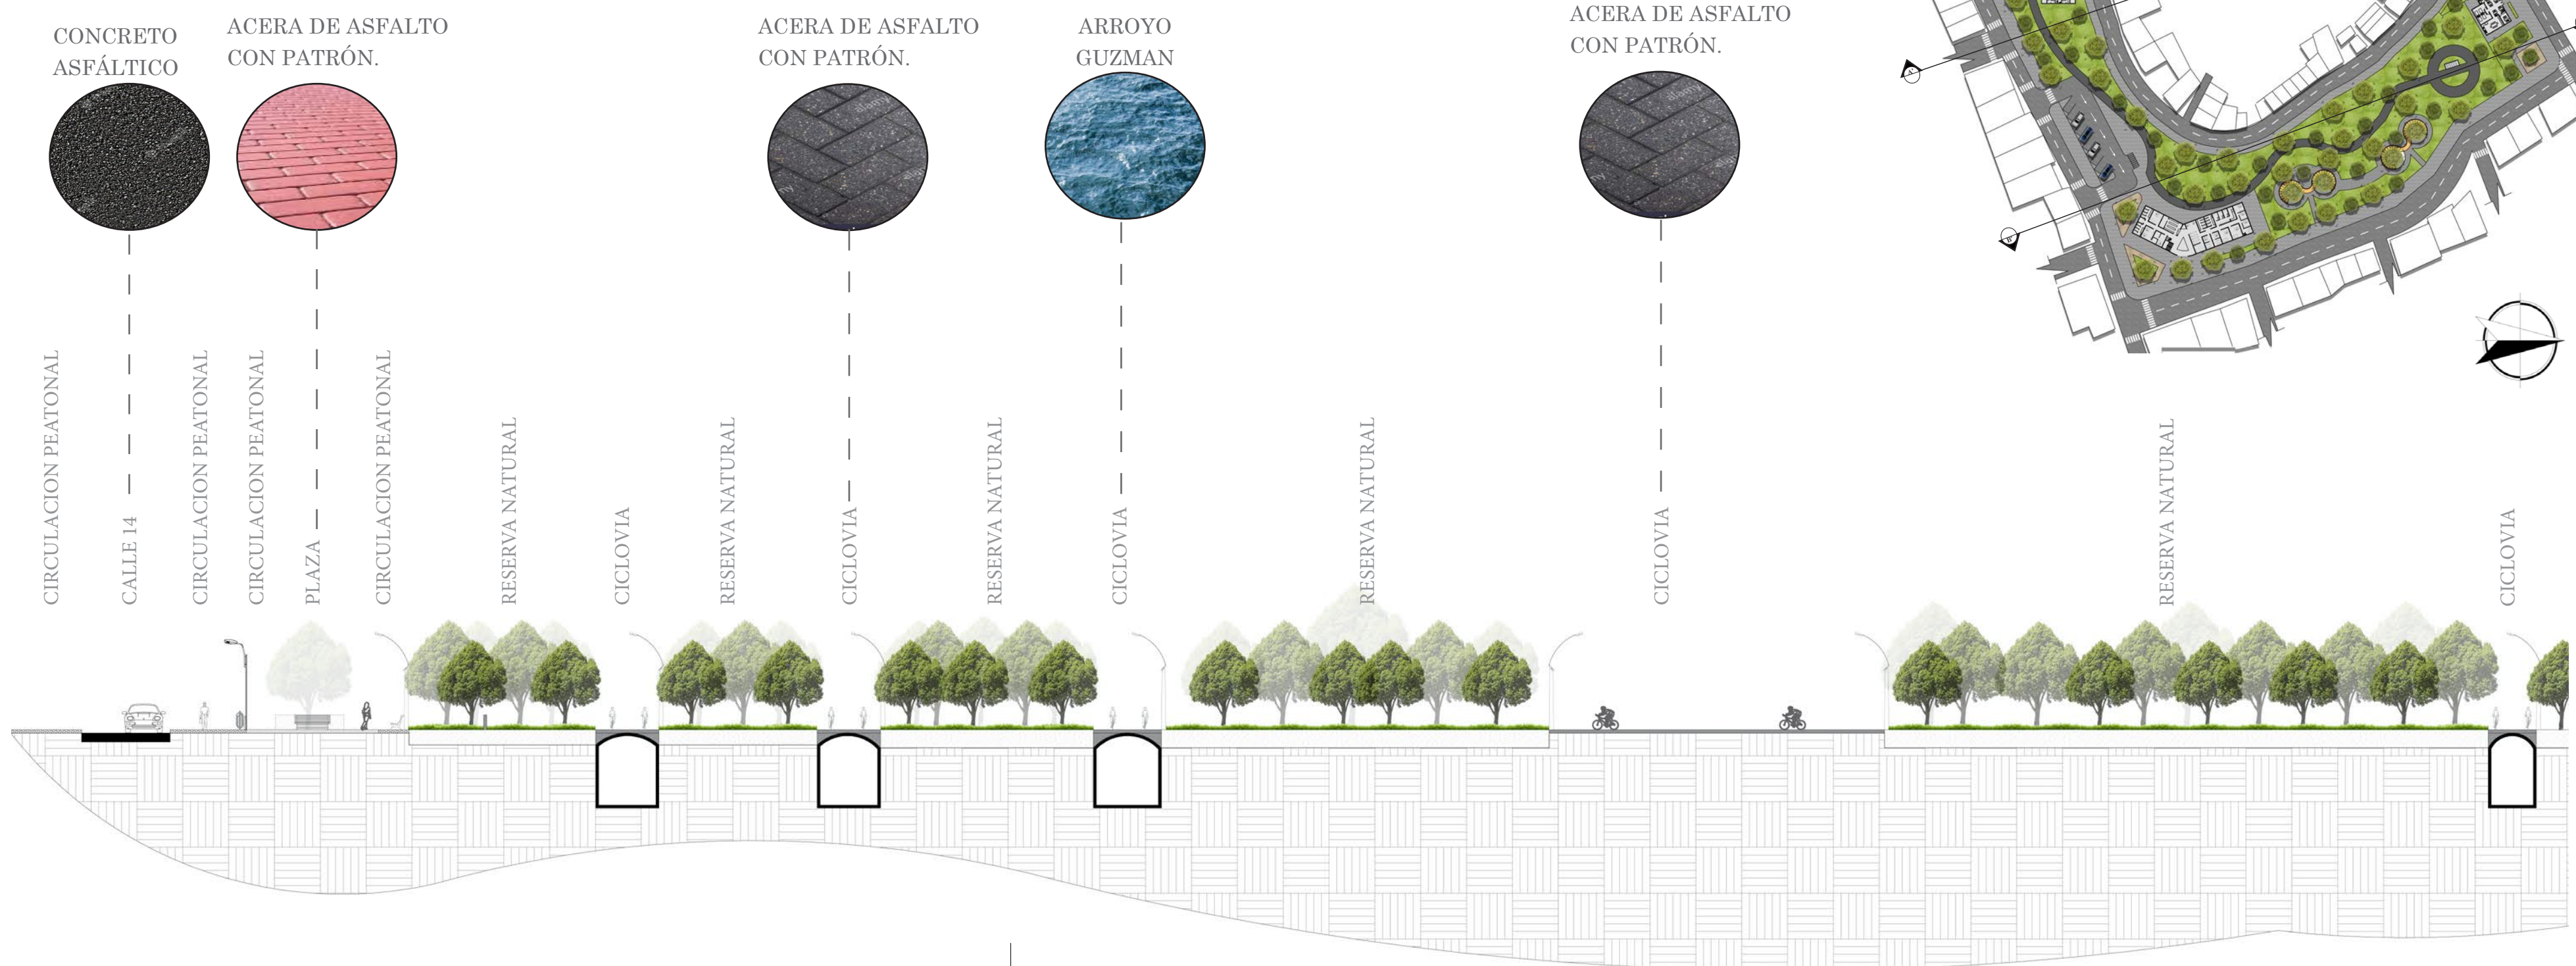 CONCRETO
ASFÁLTICO
ACERA DE ASFALTO
CON PATRÓN.
ACERA DE ASFALTO
CON PATRÓN.
ARROYO
GUZMAN
ACERA DE ASFALTO
CON PATRÓN.
CIRCULACION PEATONAL
CALLE 14
CIRCULACION PEATONAL
CIRCULACION PEATONAL
PLAZA
CIRCULACION PEATONAL
RESERVA NATURAL
CICLOVIA
RESERVA NATURAL
CICLOVIA
RESERVA NATURAL
CICLOVIA
RESERVA NATURAL
CICLOVIA
RESERVA NATURAL
CICLOVIA